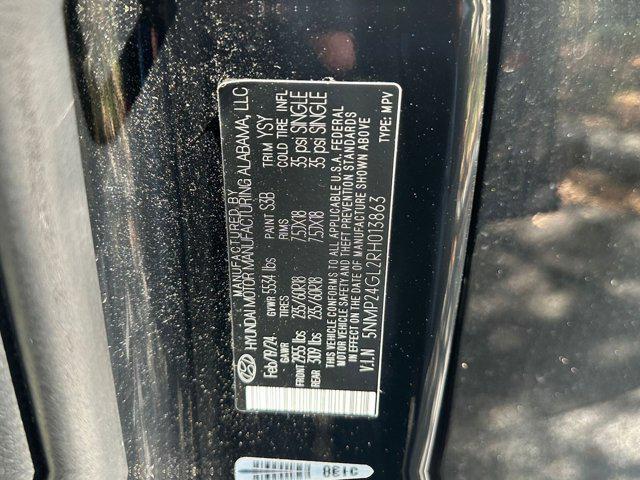 MANUFACTURED BY
HYUNDAI MOTOR MANUFACTURING ALABAMA, LLC
Feb/19/24 GVWR 5534 lbs PAINT S3B TRIM YSY
GAWR TIRES RIMS COLD TIRE INFL
FRONT 2955 lbs 235/60R18 7.5JX18 35 psi SINGLE
REAR 3109 lbs 235/60R18 7.5JX18 35 psi SINGLE
THIS VEHICLE CONFORMS TO ALL APPLICABLE U.S.A. FEDERAL
MOTOR VEHICLE SAFETY AND THEFT PREVENTION STANDARDS
IN EFFECT ON THE DATE OF MANUFACTURE SHOWN ABOVE
V.I.N 5NMP24GL2RH013863 TYPE: MPV